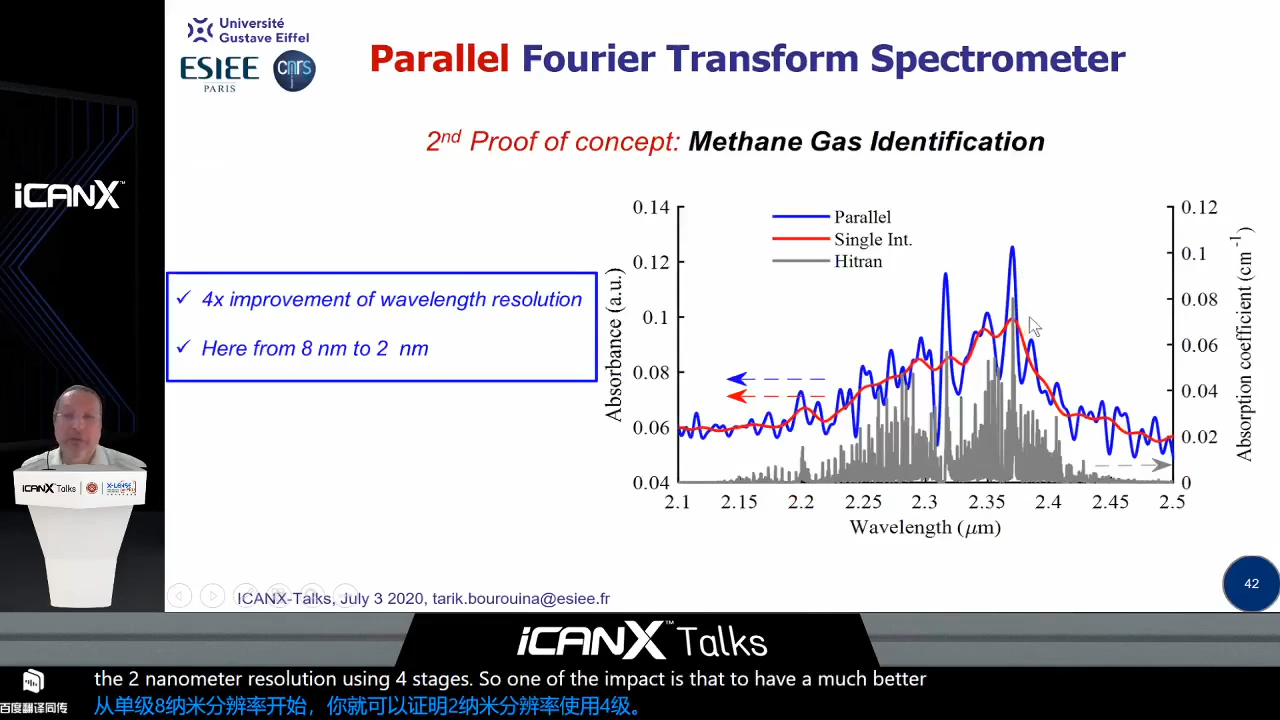 Université
Gustave Eiffel
ESIEE
PARIS
cnrs
Parallel Fourier Transform Spectrometer
2nd Proof of concept: Methane Gas Identification
iCANX™
✓ 4x improvement of wavelength resolution
✓ Here from 8 nm to 2 nm
Parallel
Single Int.
Hitran
Absorbance (a.u.)
0.14
0.12
0.1
0.08
0.06
0.04
Absorption coefficient (cm -1)
0.12
0.1
0.08
0.06
0.04
0.02
0
2.1 2.15 2.2 2.25 2.3 2.35 2.4 2.45 2.5
Wavelength (μm)
iCANX Talks
42
ICANX-Talks, July 3 2020, tarik.bourouina@esiee.fr
iCANX™ Talks
the 2 nanometer resolution using 4 stages. So one of the impact is that to have a much better
从单级8纳米分辨率开始，你就可以证明2纳米分辨率使用4级。
百度翻译同传